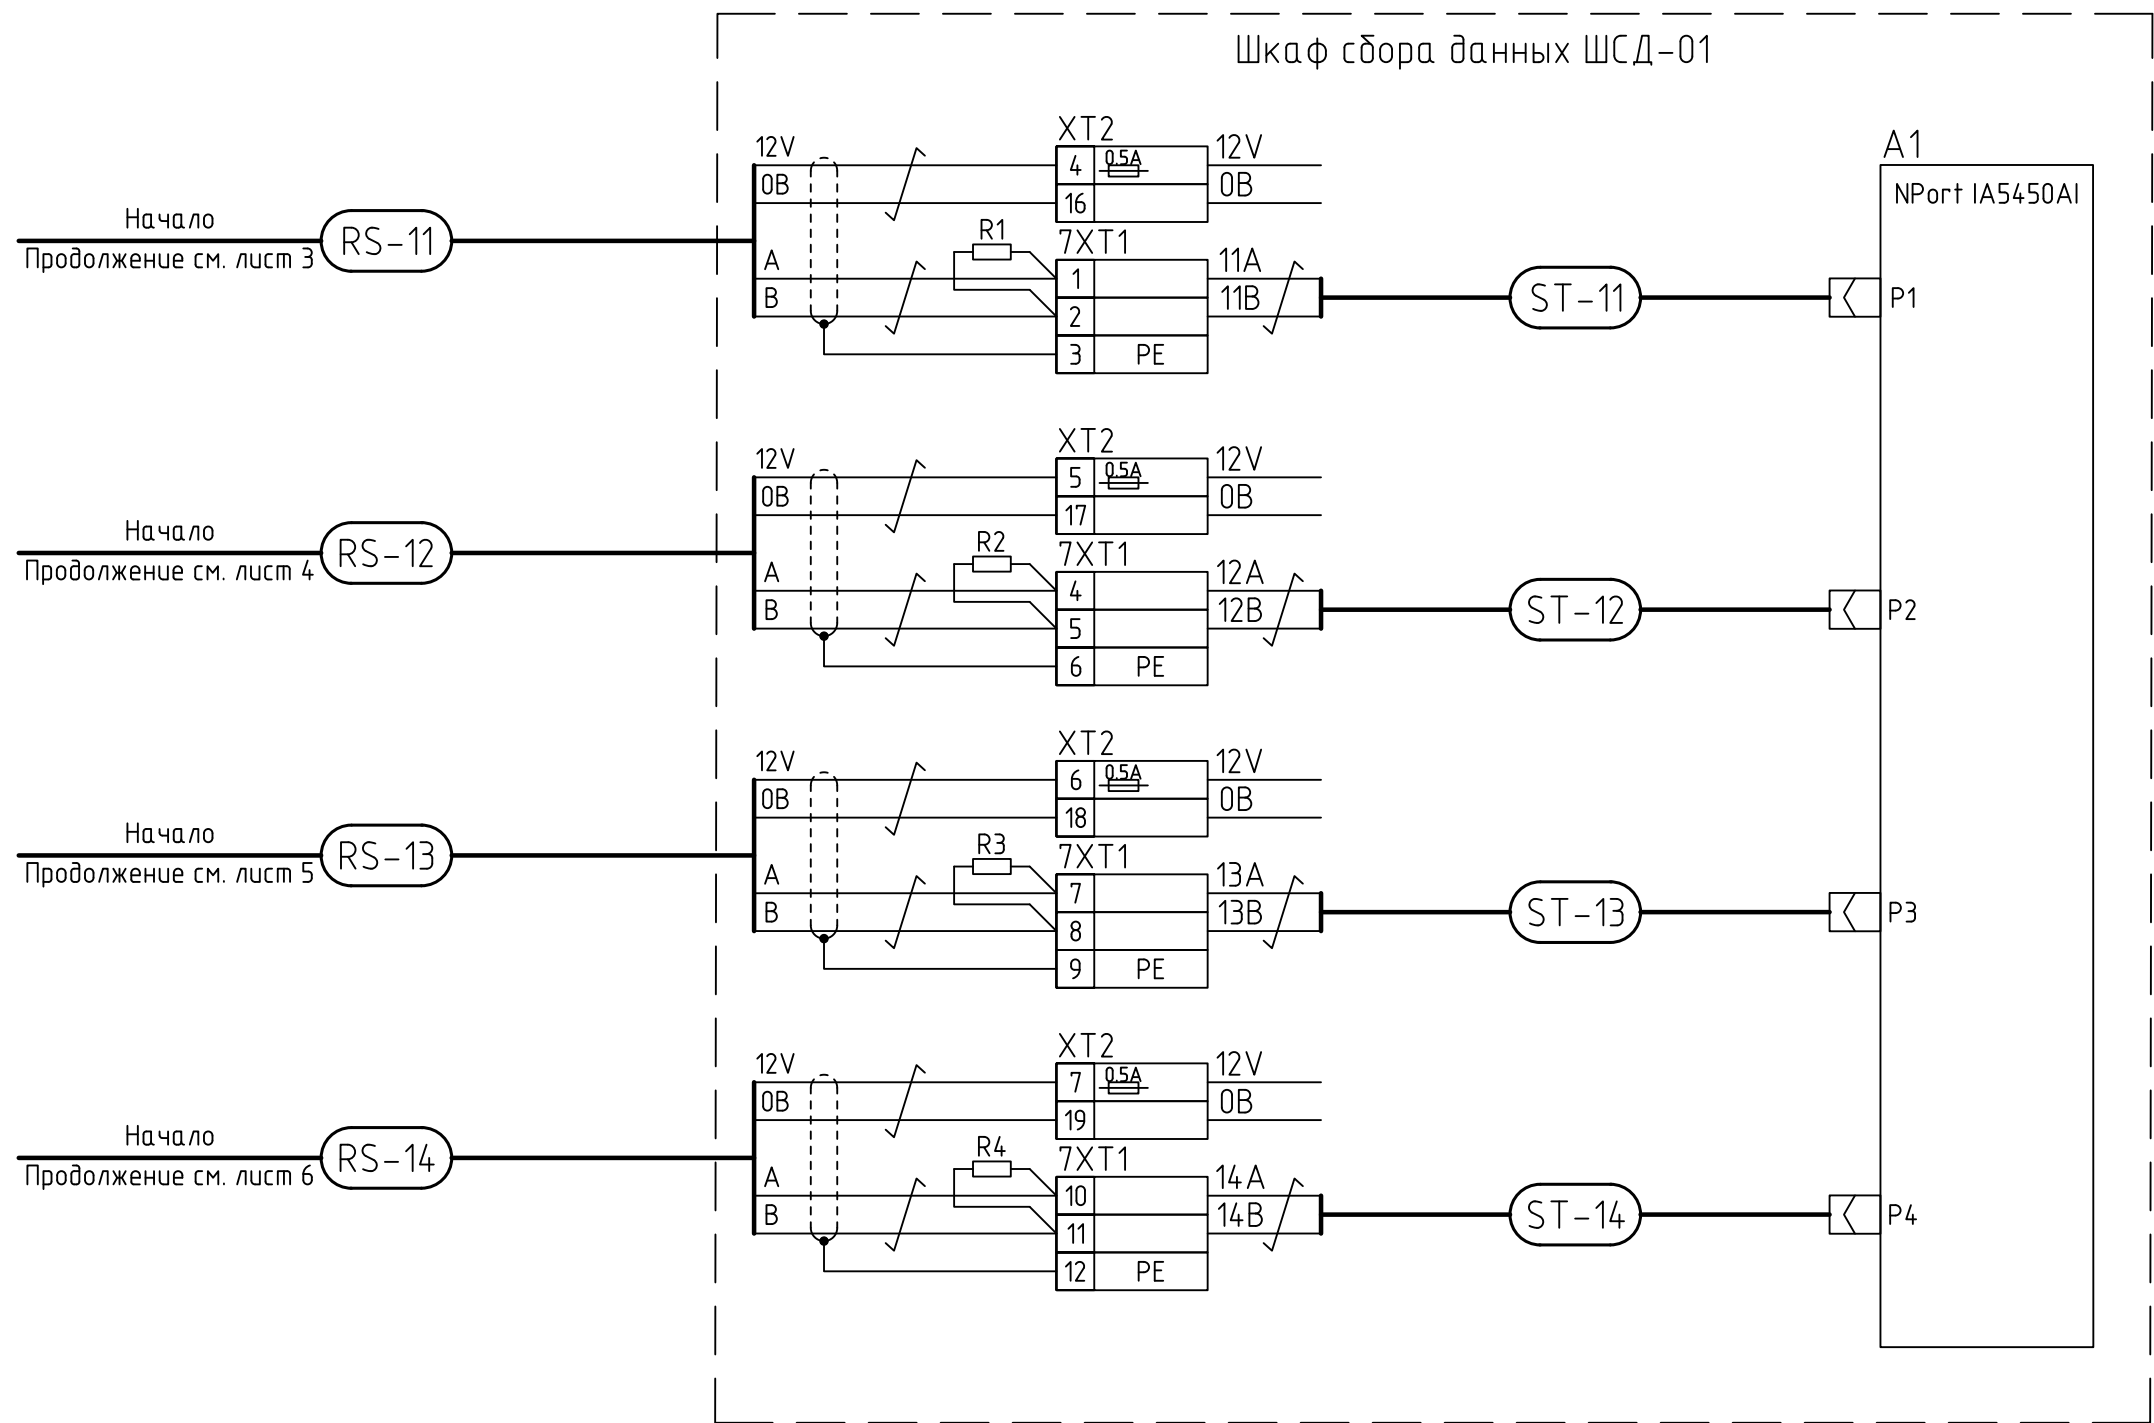 Шкаф сбора данных ШСД-01
A1
NPort IA5450AI
Начало
RS-11
Продолжение см. лист 3
12V
0В
XT2
4
0.5A
12V
16
0В
R1
7XT1
A
1
11A
B
2
11B
3
PE
ST-11
P1
Начало
RS-12
Продолжение см. лист 4
12V
0В
XT2
5
0.5A
12V
17
0В
R2
7XT1
A
4
12A
B
5
12B
6
PE
ST-12
P2
Начало
RS-13
Продолжение см. лист 5
12V
0В
XT2
6
0.5A
12V
18
0В
R3
7XT1
A
7
13A
B
8
13B
9
PE
ST-13
P3
Начало
RS-14
Продолжение см. лист 6
12V
0В
XT2
7
0.5A
12V
19
0В
R4
7XT1
A
10
14A
B
11
14B
12
PE
ST-14
P4